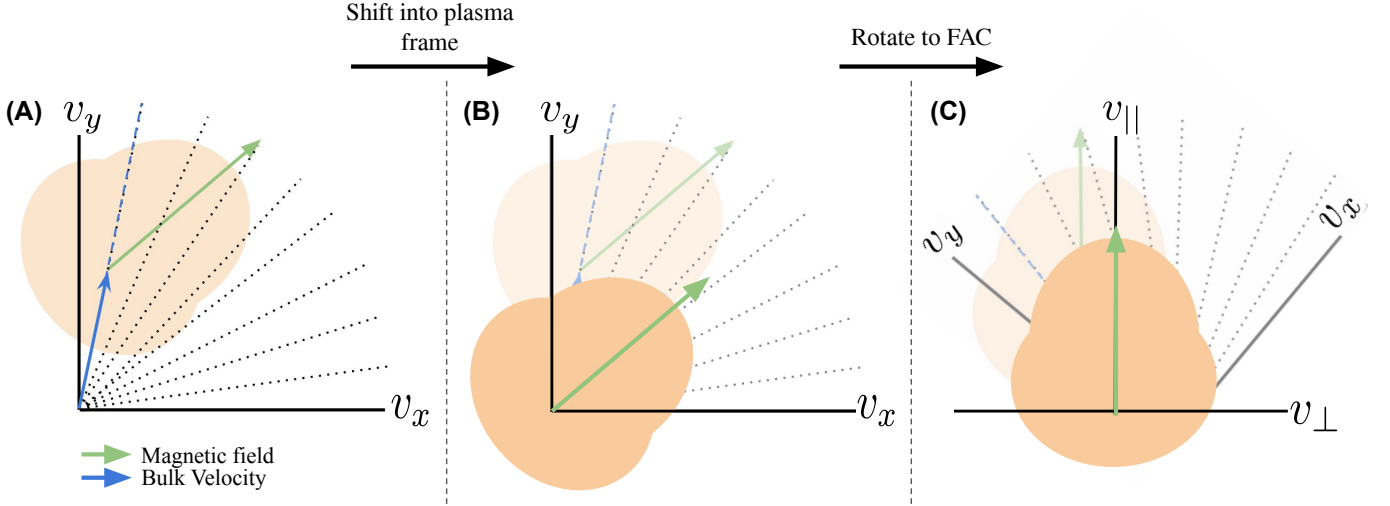 Shift into plasma
frame
Rotate to FAC
(A)
v_y
v_x
Magnetic field
Bulk Velocity
(B)
v_y
v_x
(C)
v_||
v_y
v_x
v_⊥